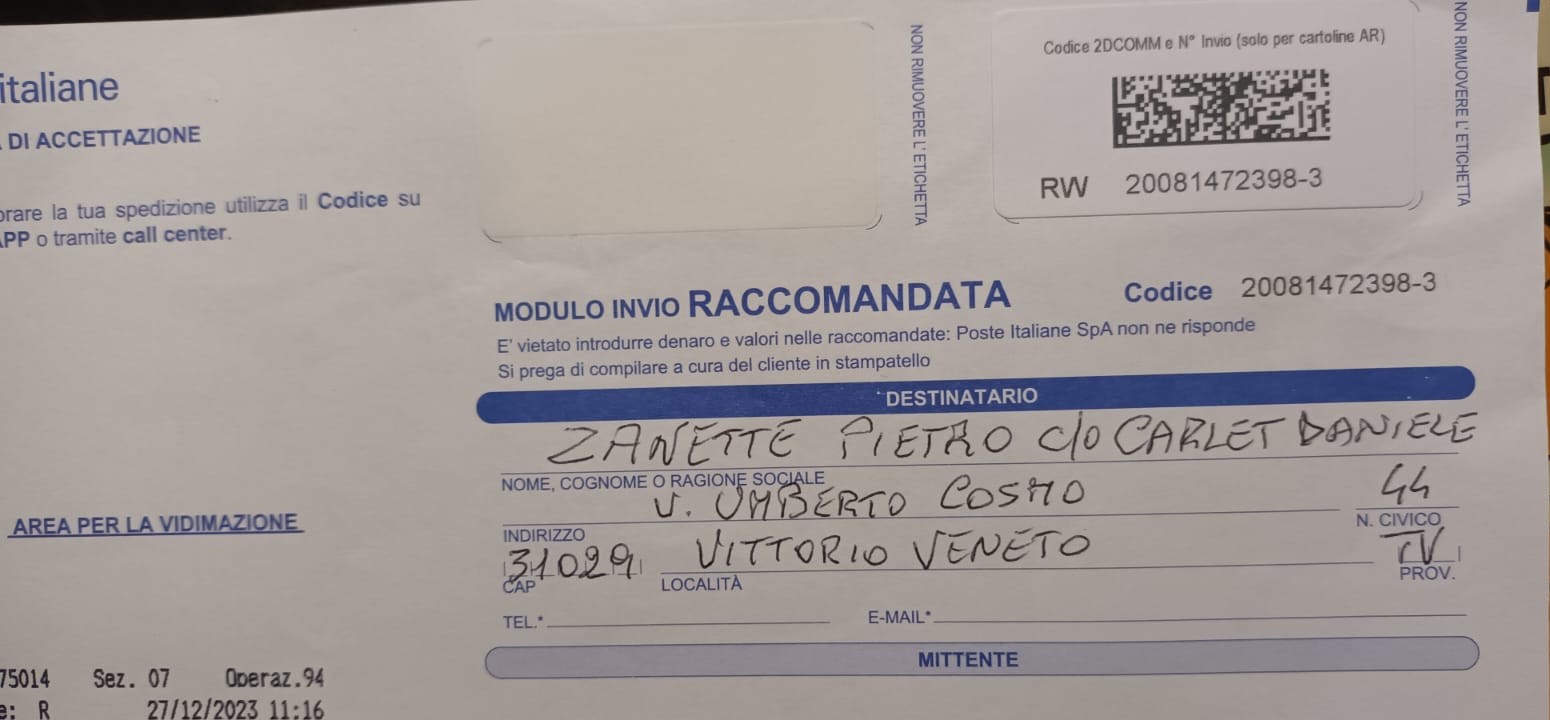 italiane
DI ACCETTAZIONE
la tua spedizione utilizza il Codice su
APP o tramite call center.
AREA PER LA VIDIMAZIONE
75014 Sez. 07 Operaz.94
R 27/12/2023 11:16
NON RIMUOVERE L'ETICHETTA
Codice 2DCOMM e N° Invio (solo per cartoline AR)
RW 20081472398-3
NON RIMUOVERE L'ETICHETTA
MODULO INVIO RACCOMANDATA Codice 20081472398-3
E' vietato introdurre denaro e valori nelle raccomandate: Poste Italiane SpA non ne risponde
Si prega di compilare a cura del cliente in stampatello
DESTINATARIO
ZANETTE PIETRO C/O CARLET DANIELE
NOME, COGNOME O RAGIONE SOCIALE
V. UMBERTO COSMO 44
INDIRIZZO N. CIVICO
31029 VITTORIO VENETO TV
CAP LOCALITÀ PROV.
TEL.* E-MAIL*
MITTENTE